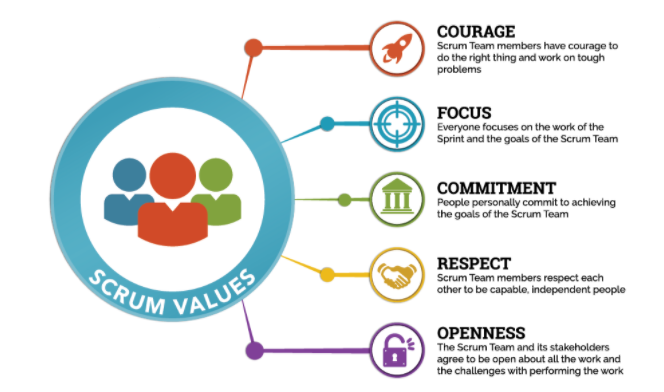 COURAGE
Scrum Team members have courage to
do the right thing and work on tough
problems
FOCUS
Everyone focuses on the work of the
Sprint and the goals of the Scrum Team
COMMITMENT
People personally commit to achieving
the goals of the Scrum Team
RESPECT
Scrum Team members respect each
other to be capable, independent people
OPENNESS
The Scrum Team and its stakeholders
agree to be open about all the work and
the challenges with performing the work
SCRUM VALUES